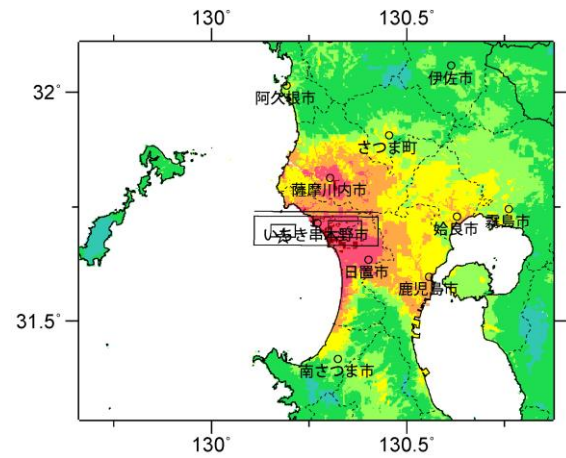 130° 130.5°
32°
伊佐市
阿久根市
さつま町
薩摩川内市
姶良市 霧島市
いちき串木野市
日置市
鹿児島市
31.5°
南さつま市
130° 130.5°